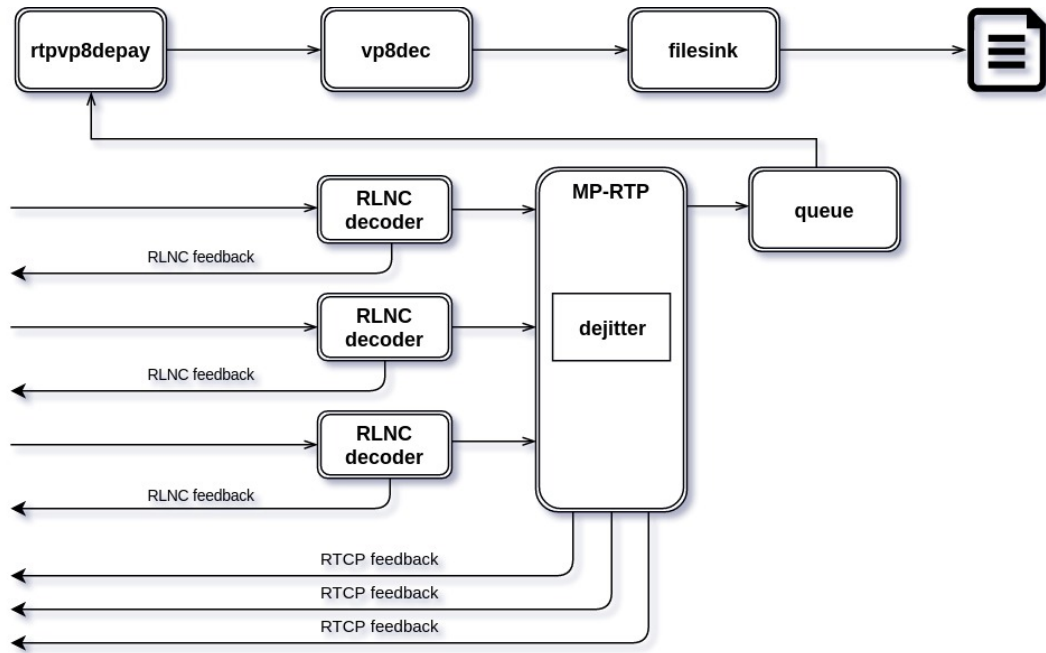 rtpvp8depay
vp8dec
filesink
RLNC
decoder
MP-RTP
queue
RLNC feedback
RLNC
decoder
dejitter
RLNC feedback
RLNC
decoder
RLNC feedback
RTCP feedback
RTCP feedback
RTCP feedback